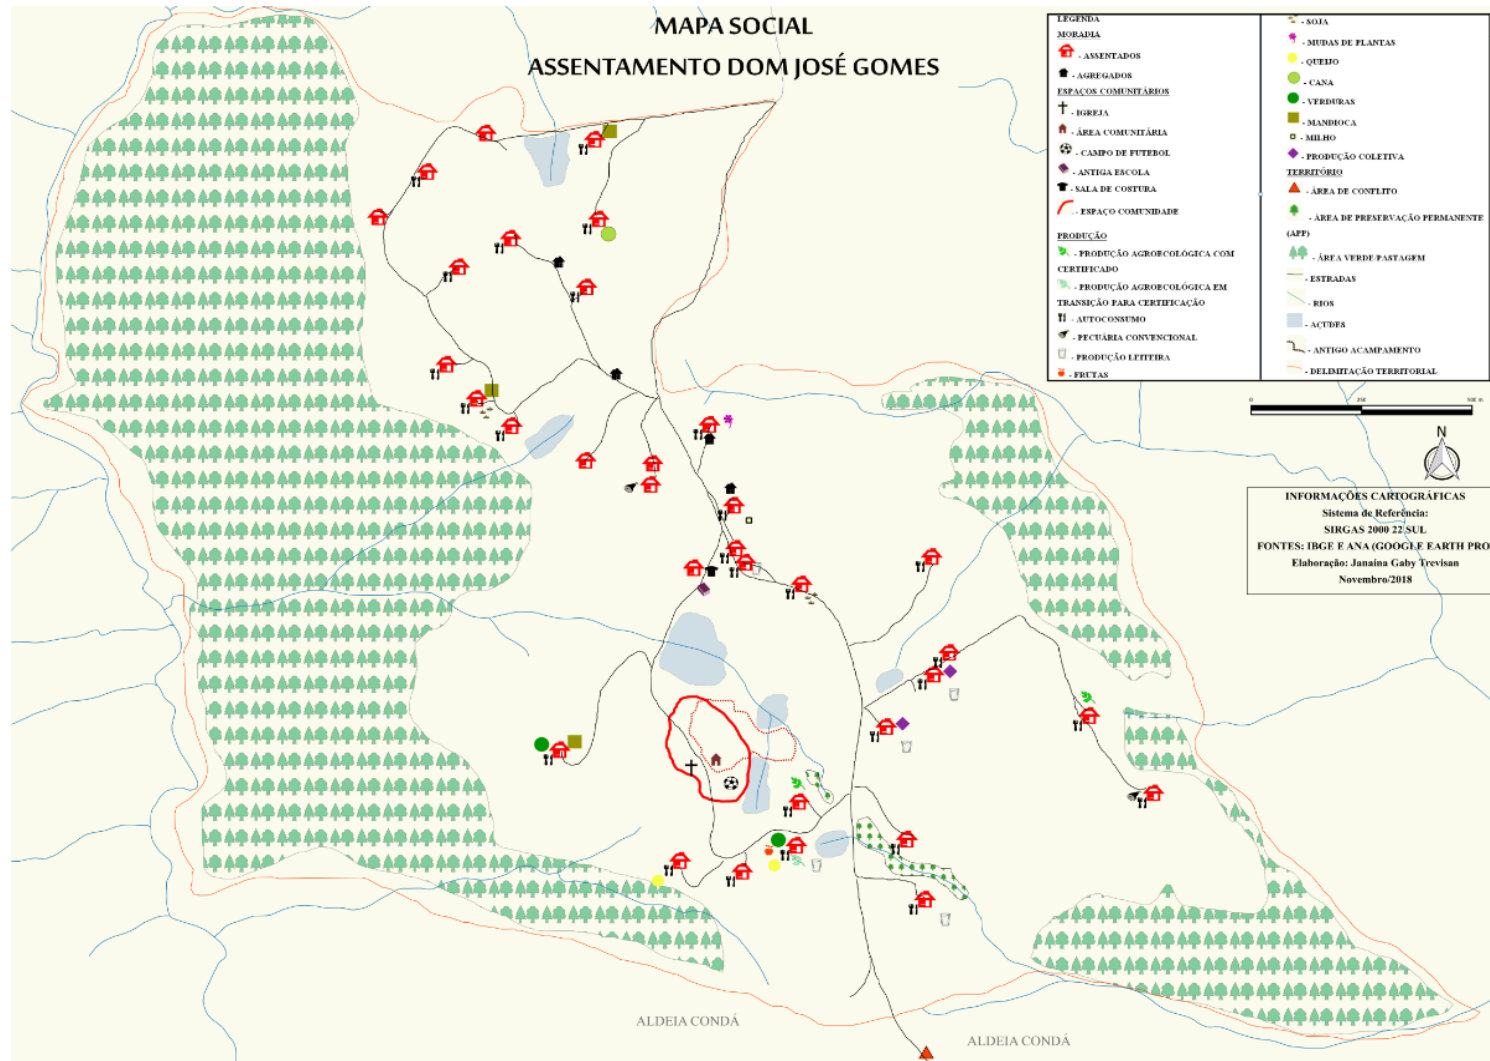 MAPA SOCIAL
ASSENTAMENTO DOM JOSÉ GOMES
LEGENDA
MORADIA
- ASSENTADOS
- AGREGADOS
ESPAÇOS COMUNITÁRIOS
- IGREJA
- ÁREA COMUNITÁRIA
- CAMPO DE FUTEBOL
- ANTIGA ESCOLA
- SALA DE COSTURA
- ESPAÇO COMUNIDADE
PRODUÇÃO
- PRODUÇÃO AGROECOLÓGICA COM
CERTIFICADO
- PRODUÇÃO AGROECOLÓGICA EM
TRANSIÇÃO PARA CERTIFICAÇÃO
- AUTOCONSUMO
- PECUÁRIA CONVENCIONAL
- PRODUÇÃO LEITEIRA
- FRUTAS
- SOJA
- MUDAS DE PLANTAS
- QUEIJO
- CANA
- VERDURAS
- MANDIOCA
- MILHO
- PRODUÇÃO COLETIVA
TERRITÓRIO
- ÁREA DE CONFLITO
- ÁREA DE PRESERVAÇÃO PERMANENTE
(APP)
- ÁREA VERDE/PASTAGEM
- ESTRADAS
- RIOS
- AÇUDES
- ANTIGO ACAMPAMENTO
- DELIMITAÇÃO TERRITORIAL
0 250 500 m
N
INFORMAÇÕES CARTOGRÁFICAS
Sistema de Referência:
SIRGAS 2000 22 SUL
FONTES: IBGE E ANA (GOOGLE EARTH PRO
Elaboração: Janaina Gaby Trevisan
Novembro/2018
ALDEIA CONDÁ
ALDEIA CONDÁ